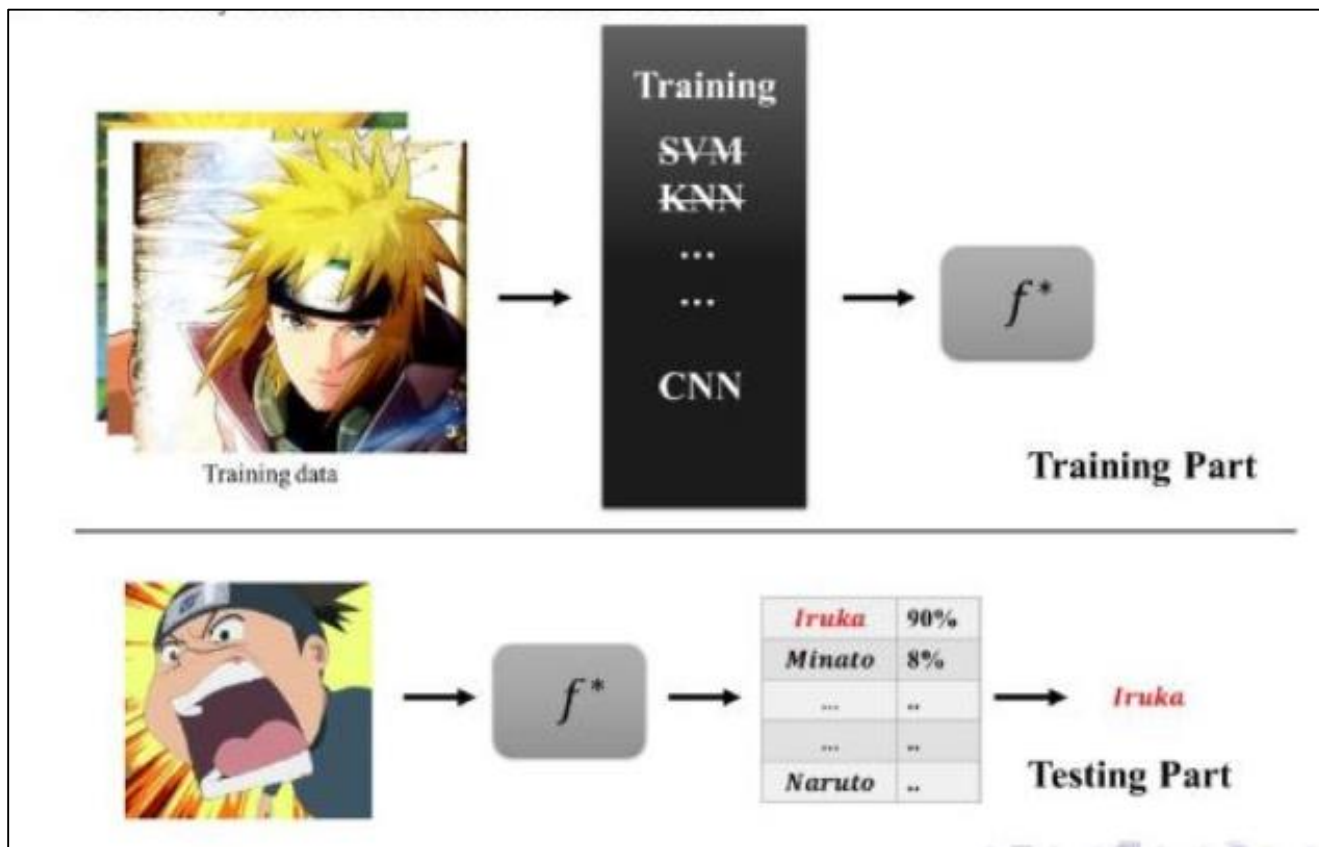 Training
SVM
KNN
...
...
CNN
f*
Training data
Training Part
f*
Iruka 90%
Minato 8%
... ..
... ..
Naruto ..
Iruka
Testing Part